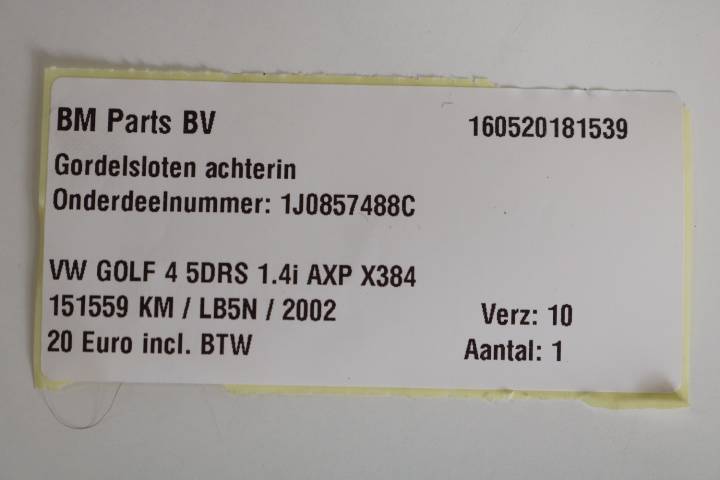 BM Parts BV 160520181539
Gordelsloten achterin
Onderdeelnummer: 1J0857488C
VW GOLF 4 5DRS 1.4i AXP X384
151559 KM / LB5N / 2002 Verz: 10
20 Euro incl. BTW Aantal: 1